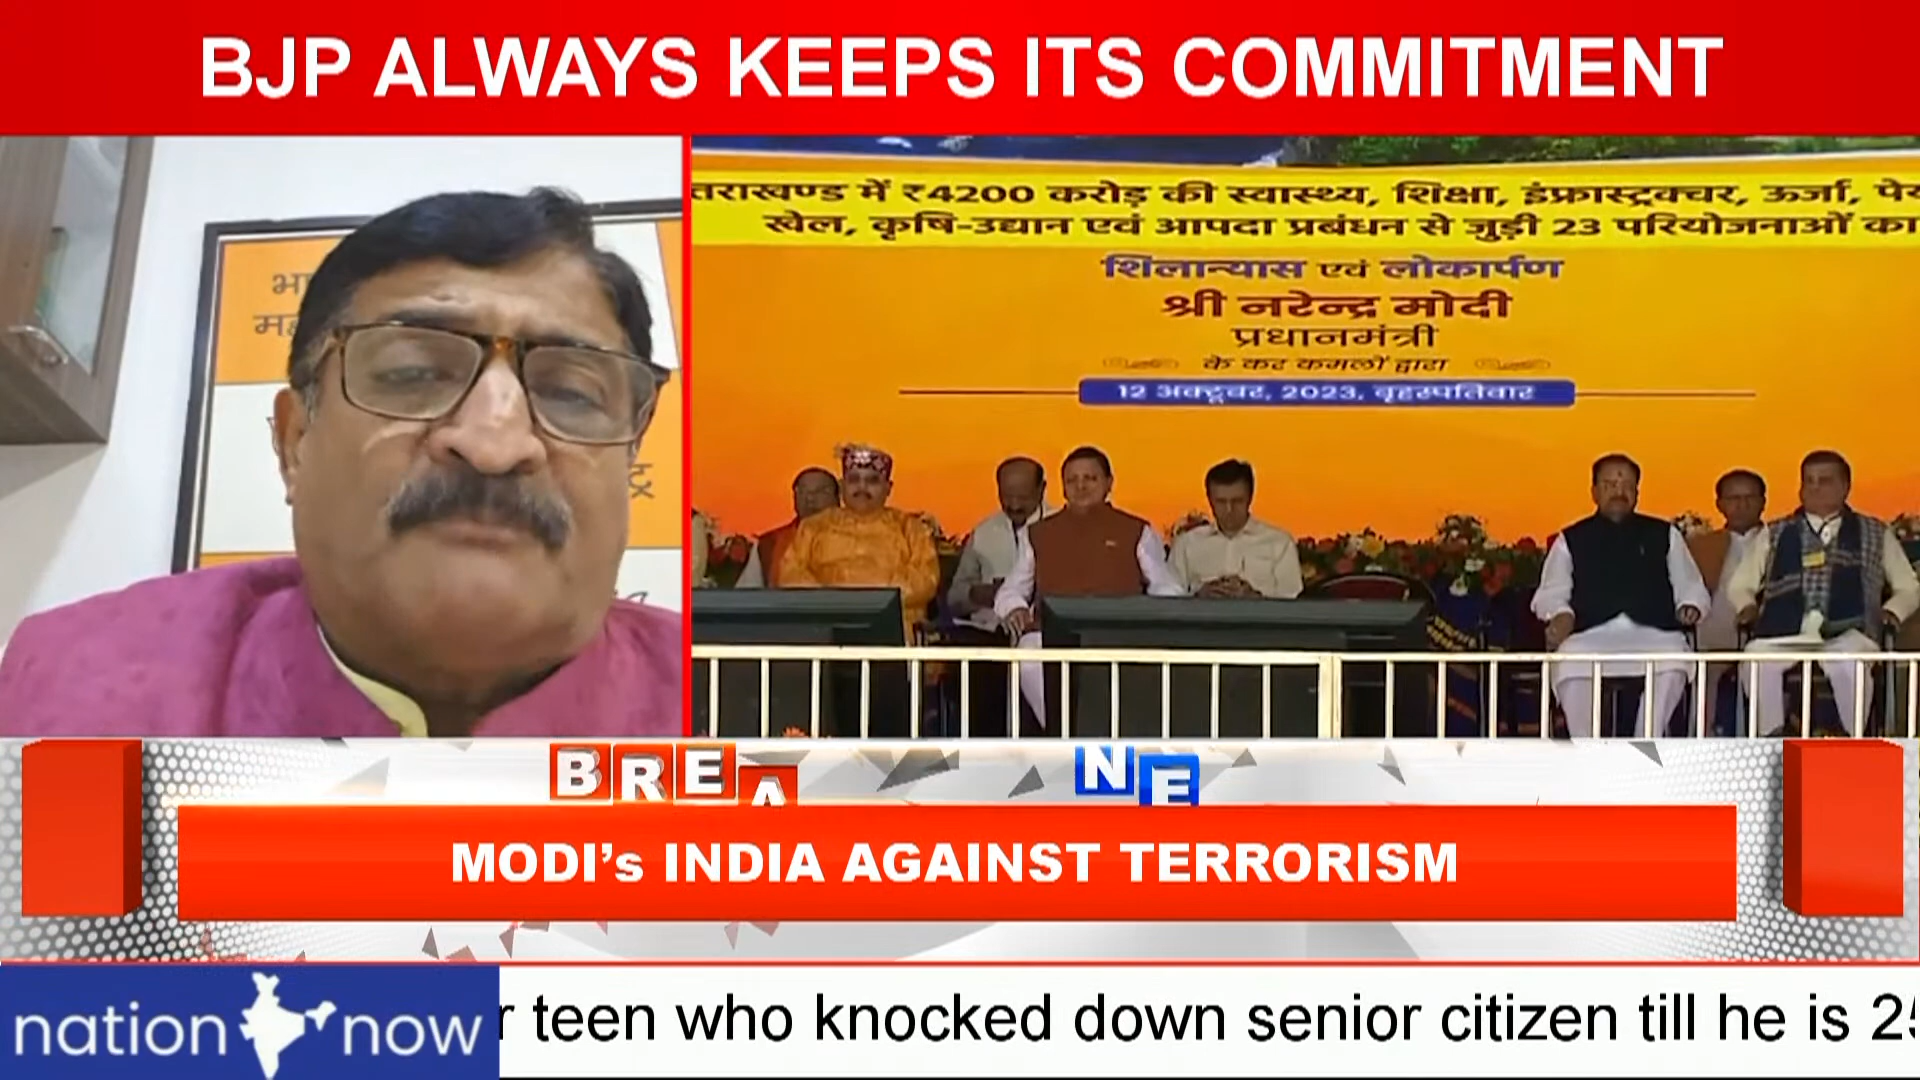 BJP ALWAYS KEEPS ITS COMMITMENT
तराखण्ड में ₹4200 करोड़ की स्वास्थ्य, शिक्षा, इंफ्रास्ट्रक्चर, ऊर्जा, पेय
खेल, कृषि-उद्यान एवं आपदा प्रबंधन से जुड़ी 23 परियोजनाओं का
शिलान्यास एवं लोकार्पण
श्री नरेन्द्र मोदी
प्रधानमंत्री
के कर कमलों द्वारा
12 अक्टूबर, 2023, बृहस्पतिवार
BREA NE
MODI’s INDIA AGAINST TERRORISM
nation now
r teen who knocked down senior citizen till he is 25